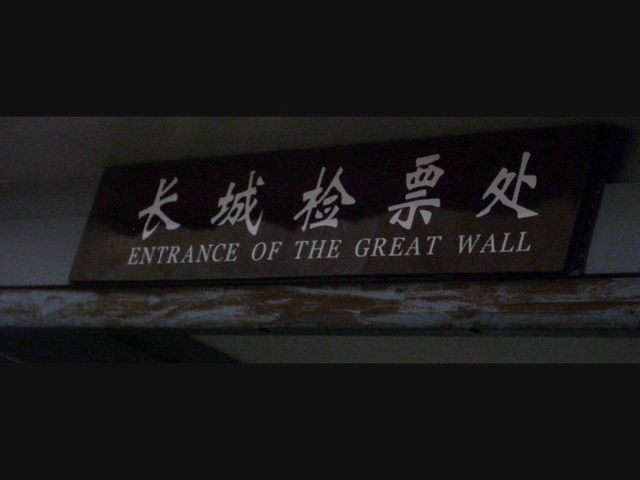 长城检票处
ENTRANCE OF THE GREAT WALL